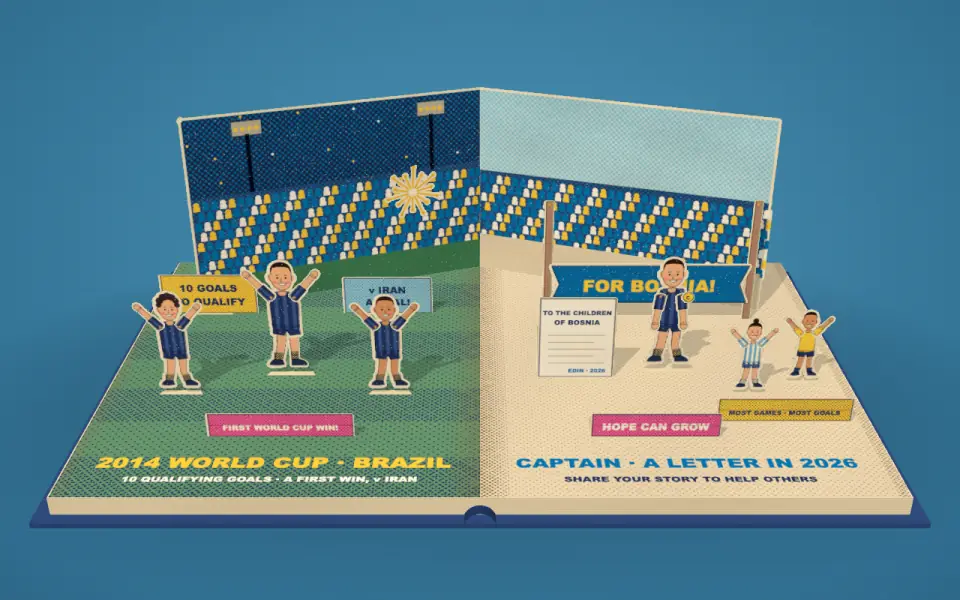 10 GOALS
O QUALIFY
v IRAN
FIRST WORLD CUP WIN!
2014 WORLD CUP · BRAZIL
10 QUALIFYING GOALS · A FIRST WIN, v IRAN
FOR BO IA!
TO THE CHILDREN
OF BOSNIA
EDIN · 2026
MOST GAMES · MOST GOALS
HOPE CAN GROW
CAPTAIN · A LETTER IN 2026
SHARE YOUR STORY TO HELP OTHERS